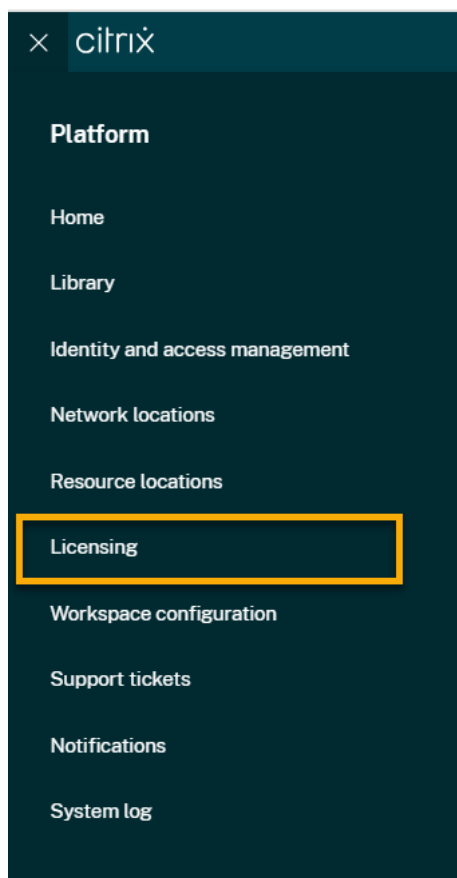 citrix
Platform
Home
Library
Identity and access management
Network locations
Resource locations
Licensing
Workspace configuration
Support tickets
Notifications
System log